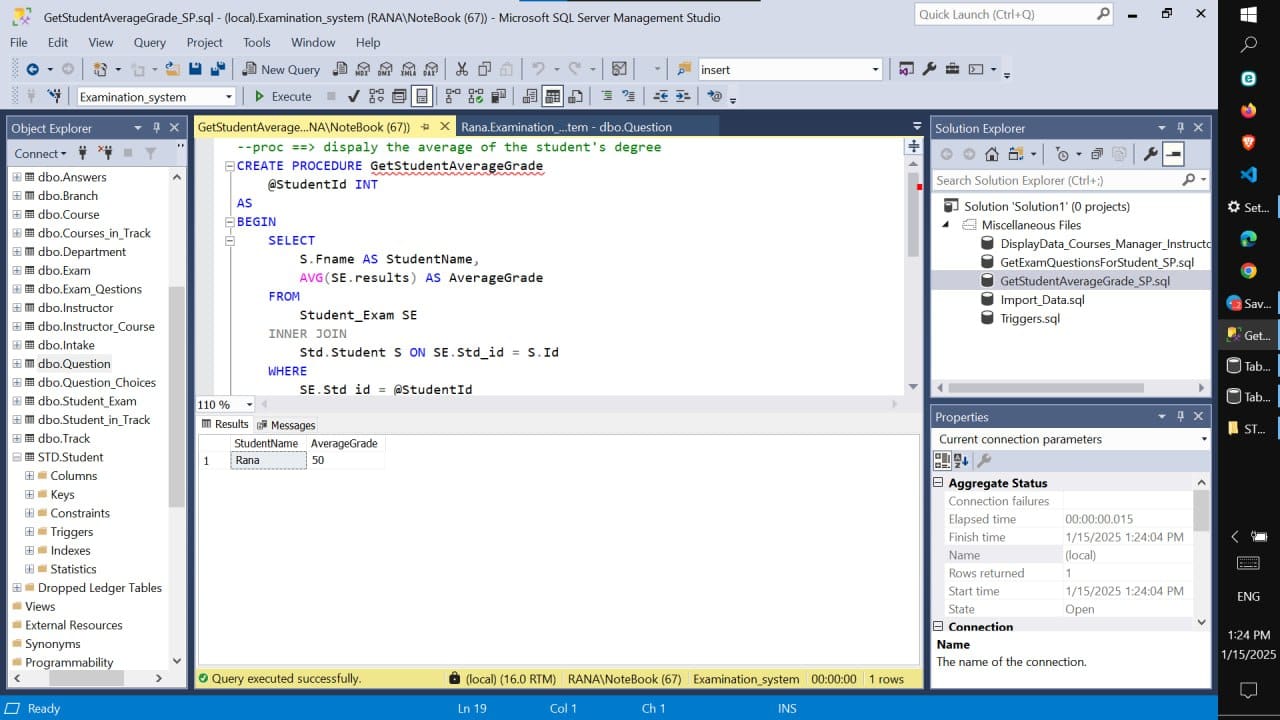 GetStudentAverageGrade_SP.sql - (local).Examination_system (RANA\NoteBook (67)) - Microsoft SQL Server Management Studio
Quick Launch (Ctrl+Q)
File Edit View Query Project Tools Window Help
New Query
MDX DMX XMLA DAX
insert
Examination_system
Execute
Object Explorer
Connect
dbo.Answers
dbo.Branch
dbo.Course
dbo.Courses_in_Track
dbo.Department
dbo.Exam
dbo.Exam_Qestions
dbo.Instructor
dbo.Instructor_Course
dbo.Intake
dbo.Question
dbo.Question_Choices
dbo.Student_Exam
dbo.Student_in_Track
dbo.Track
STD.Student
Columns
Keys
Constraints
Triggers
Indexes
Statistics
Dropped Ledger Tables
Views
External Resources
Synonyms
Programmability
GetStudentAverage...NA\NoteBook (67))
Rana.Examination_...tem - dbo.Question
--proc ==> dispaly the average of the student's degree
CREATE PROCEDURE GetStudentAverageGrade
@StudentId INT
AS
BEGIN
SELECT
S.Fname AS StudentName,
AVG(SE.results) AS AverageGrade
FROM
Student_Exam SE
INNER JOIN
Std.Student S ON SE.Std_id = S.Id
WHERE
SE.Std_id = @StudentId
110 %
Results Messages
StudentName AverageGrade
1 Rana 50
Query executed successfully.
(local) (16.0 RTM) RANA\NoteBook (67) Examination_system 00:00:00 1 rows
Solution Explorer
Search Solution Explorer (Ctrl+;)
Solution 'Solution1' (0 projects)
Miscellaneous Files
DisplayData_Courses_Manager_Instructo
GetExamQuestionsForStudent_SP.sql
GetStudentAverageGrade_SP.sql
Import_Data.sql
Triggers.sql
Properties
Current connection parameters
Aggregate Status
Connection failures
Elapsed time 00:00:00.015
Finish time 1/15/2025 1:24:04 PM
Name (local)
Rows returned 1
Start time 1/15/2025 1:24:04 PM
State Open
Connection
Name
The name of the connection.
Ready
Ln 19 Col 1 Ch 1 INS
Set...
Sav...
Get...
Tab...
Tab...
ST...
ENG
1:24 PM
1/15/2025